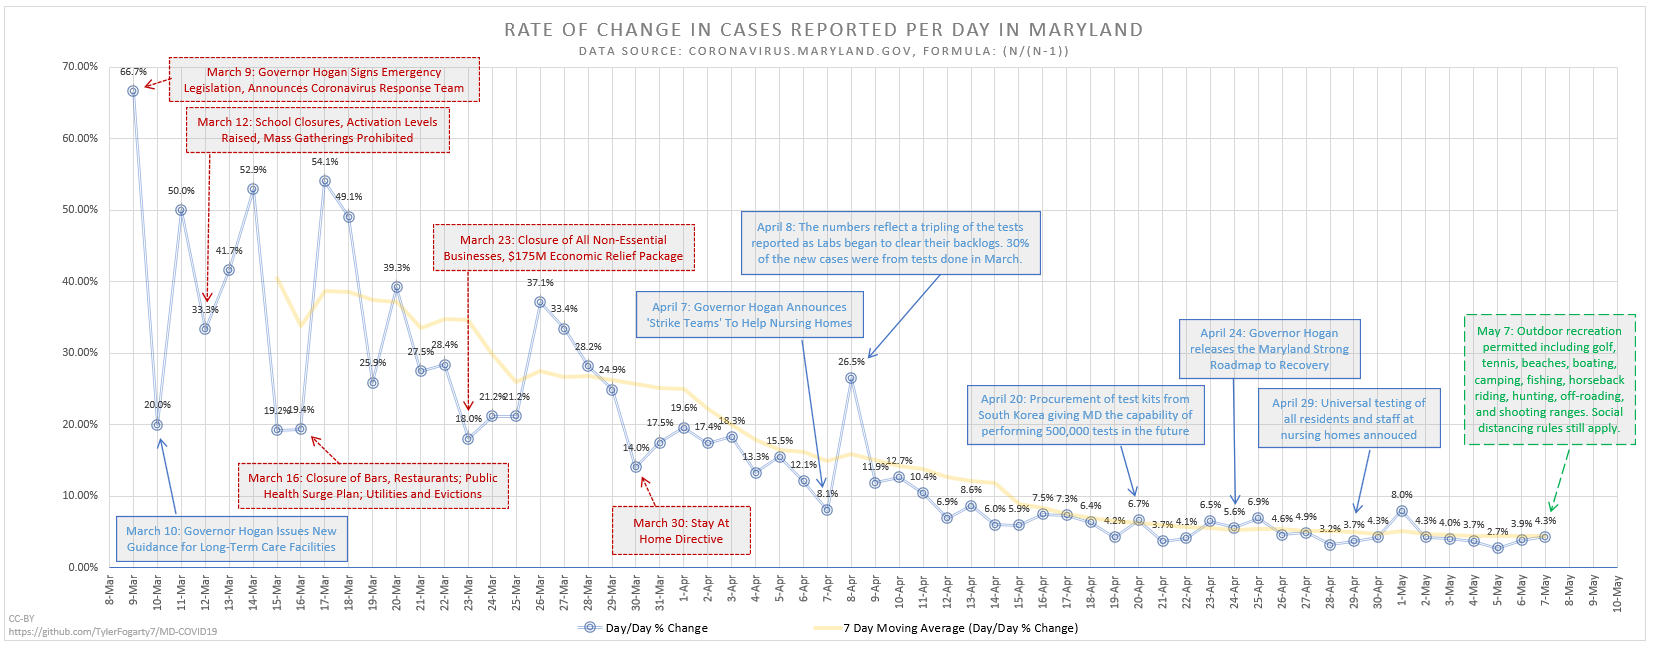 RATE OF CHANGE IN CASES REPORTED PER DAY IN MARYLAND
DATA SOURCE: CORONAVIRUS.MARYLAND.GOV, FORMULA: (N/(N-1))
70.00%
60.00%
50.00%
40.00%
30.00%
20.00%
10.00%
0.00%
March 9: Governor Hogan Signs Emergency
Legislation, Announces Coronavirus Response Team
March 12: School Closures, Activation Levels
Raised, Mass Gatherings Prohibited
March 23: Closure of All Non-Essential
Businesses, $175M Economic Relief Package
April 8: The numbers reflect a tripling of the tests
reported as Labs began to clear their backlogs. 30%
of the new cases were from tests done in March.
April 7: Governor Hogan Announces
'Strike Teams' To Help Nursing Homes
April 24: Governor Hogan
releases the Maryland Strong
Roadmap to Recovery
May 7: Outdoor recreation
permitted including golf,
tennis, beaches, boating,
camping, fishing, horseback
riding, hunting, off-roading,
and shooting ranges. Social
distancing rules still apply.
April 20: Procurement of test kits from
South Korea giving MD the capability of
performing 500,000 tests in the future
April 29: Universal testing of
all residents and staff at
nursing homes annouced
March 16: Closure of Bars, Restaurants; Public
Health Surge Plan; Utilities and Evictions
March 10: Governor Hogan Issues New
Guidance for Long-Term Care Facilities
March 30: Stay At
Home Directive
66.7%
20.0%
50.0%
33.3%
41.7%
52.9%
19.2%
19.4%
54.1%
49.1%
25.9%
39.3%
27.5%
28.4%
18.0%
21.2%
21.2%
37.1%
33.4%
28.2%
24.9%
14.0%
17.5%
19.6%
17.4%
18.3%
13.3%
15.5%
12.1%
8.1%
26.5%
11.9%
12.7%
10.4%
6.9%
8.6%
6.0%
5.9%
7.5%
7.3%
6.4%
4.2%
6.7%
3.7%
4.1%
6.5%
5.6%
6.9%
4.6%
4.9%
3.2%
3.7%
4.3%
8.0%
4.3%
4.0%
3.7%
2.7%
3.9%
4.3%
8-Mar
9-Mar
10-Mar
11-Mar
12-Mar
13-Mar
14-Mar
15-Mar
16-Mar
17-Mar
18-Mar
19-Mar
20-Mar
21-Mar
22-Mar
23-Mar
24-Mar
25-Mar
26-Mar
27-Mar
28-Mar
29-Mar
30-Mar
31-Mar
1-Apr
2-Apr
3-Apr
4-Apr
5-Apr
6-Apr
7-Apr
8-Apr
9-Apr
10-Apr
11-Apr
12-Apr
13-Apr
14-Apr
15-Apr
16-Apr
17-Apr
18-Apr
19-Apr
20-Apr
21-Apr
22-Apr
23-Apr
24-Apr
25-Apr
26-Apr
27-Apr
28-Apr
29-Apr
30-Apr
1-May
2-May
3-May
4-May
5-May
6-May
7-May
8-May
9-May
10-May
CC-BY
https://github.com/TylerFogarty7/MD-COVID19
Day/Day % Change
7 Day Moving Average (Day/Day % Change)